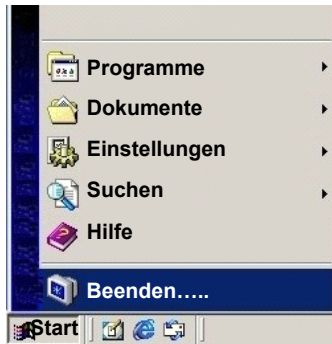 Programme
Dokumente
Einstellungen
Suchen
Hilfe
Beenden.....
Start